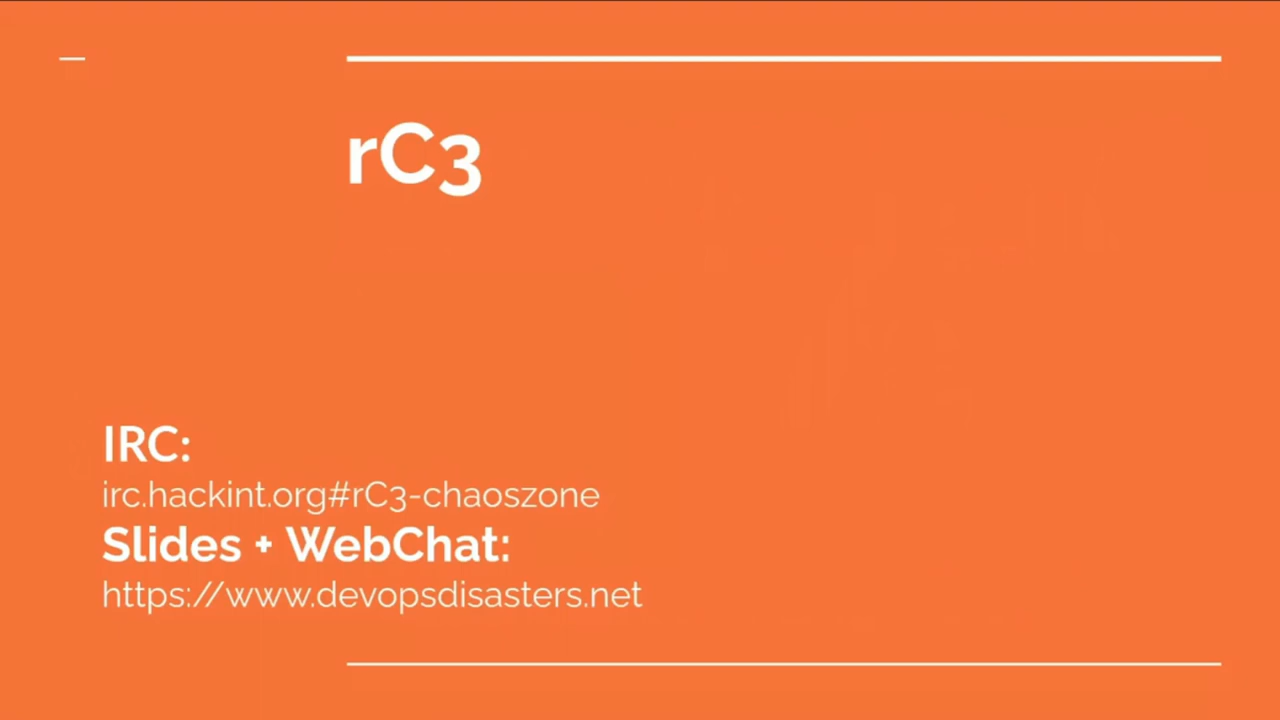 rC3
IRC:
irc.hackint.org#rC3-chaoszone
Slides + WebChat:
https://www.devopsdisasters.net